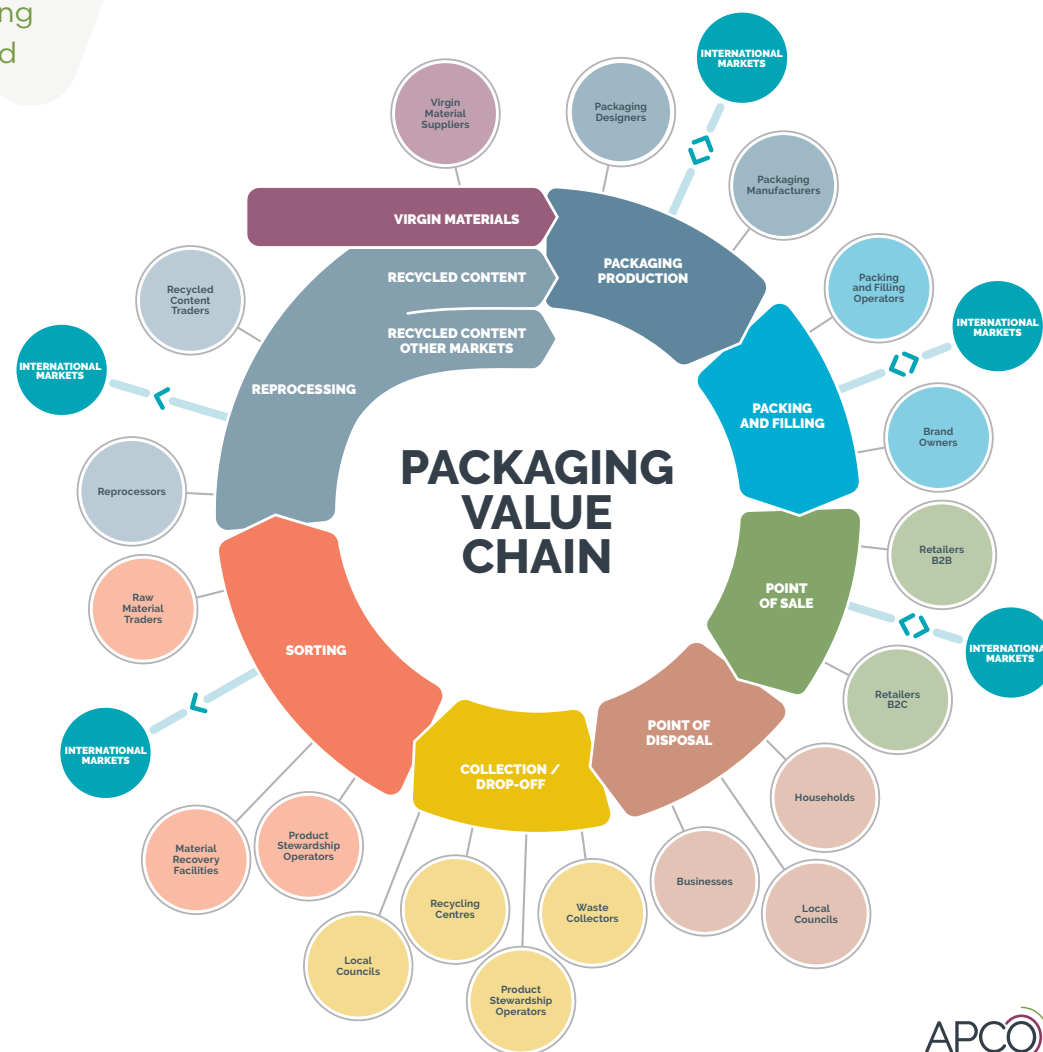 ng
d
INTERNATIONAL
MARKETS
Virgin
Material
Suppliers
Packaging
Designers
Packaging
Manufacturers
VIRGIN MATERIALS
RECYCLED CONTENT
RECYCLED CONTENT
OTHER MARKETS
REPROCESSING
PACKAGING
PRODUCTION
Recycled
Content
Traders
Packing
and Filling
Operators
INTERNATIONAL
MARKETS
INTERNATIONAL
MARKETS
PACKING
AND FILLING
Brand
Owners
Reprocessors
PACKAGING
VALUE
CHAIN
Retailers
B2B
Raw
Material
Traders
POINT
OF SALE
SORTING
INTERNATIONAL
MARKETS
Retailers
B2C
INTERNATIONAL
MARKETS
POINT OF
DISPOSAL
COLLECTION /
DROP-OFF
Households
Material
Recovery
Facilities
Product
Stewardship
Operators
Businesses
Local
Councils
Recycling
Centres
Waste
Collectors
Local
Councils
Product
Stewardship
Operators
APCO